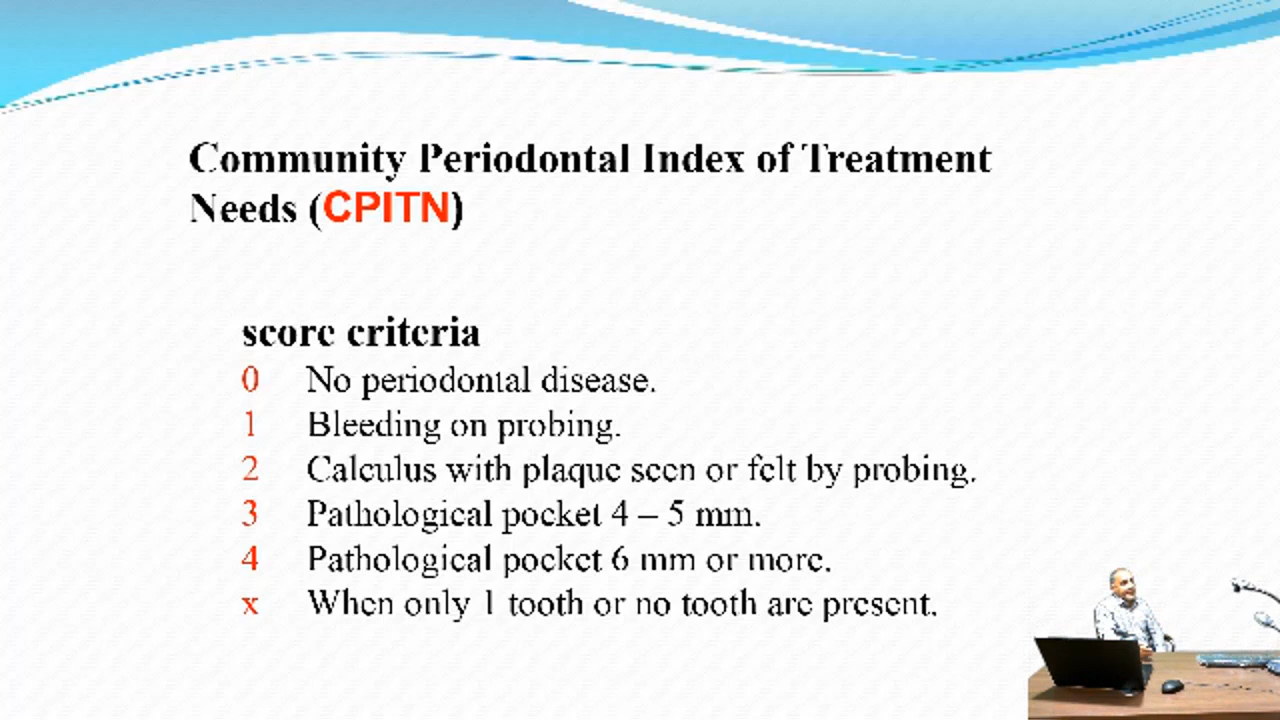 Community Periodontal Index of Treatment
Needs (CPITN)
score criteria
0 No periodontal disease.
1 Bleeding on probing.
2 Calculus with plaque seen or felt by probing.
3 Pathological pocket 4 – 5 mm.
4 Pathological pocket 6 mm or more.
x When only 1 tooth or no tooth are present.